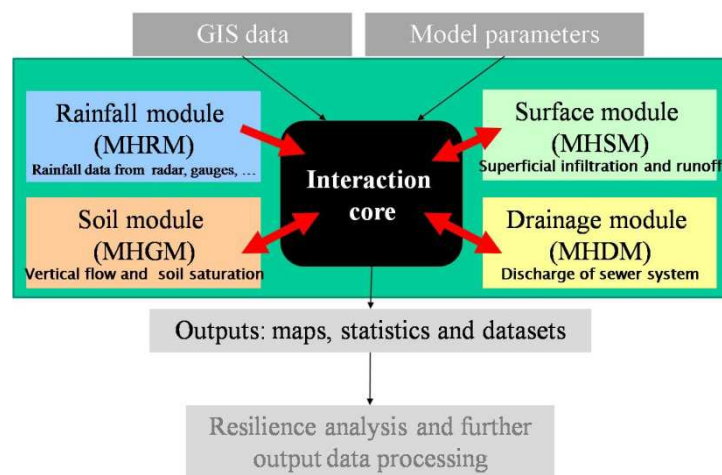 GIS data
Model parameters
Rainfall module
(MHRM)
Rainfall data from radar, gauges, ...
Surface module
(MHSM)
Superficial infiltration and runoff
Interaction
core
Soil module
(MHGM)
Vertical flow and soil saturation
Drainage module
(MHDM)
Discharge of sewer system
Outputs: maps, statistics and datasets
Resilience analysis and further
output data processing